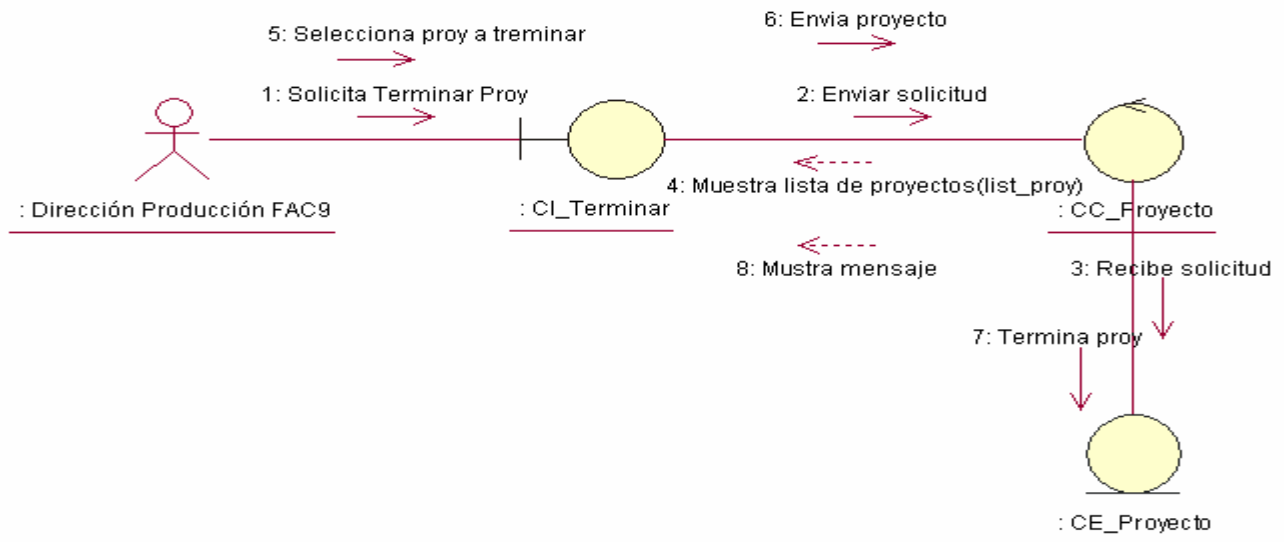 6: Envia proyecto
5: Selecciona proy a treminar
1: Solicita Terminar Proy
2: Enviar solicitud
4: Muestra lista de proyectos(list_proy)
: Dirección Producción FAC9
: CI_Terminar
: CC_Proyecto
8: Mustra mensaje
3: Recibe solicitud
7: Termina proy
: CE_Proyecto